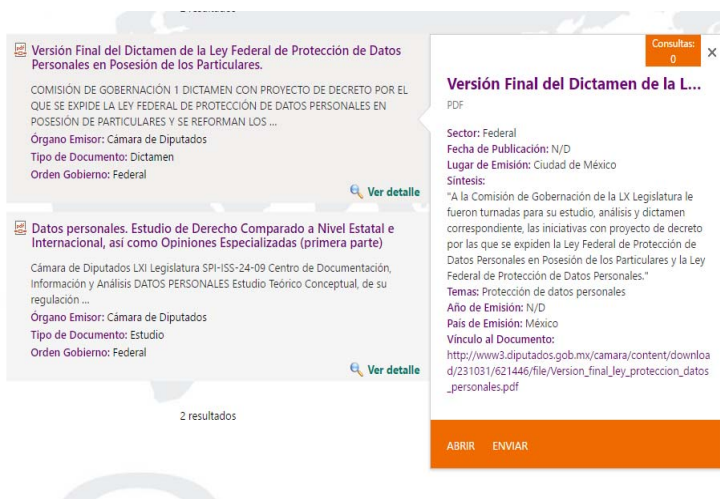 2 resultados
Versión Final del Dictamen de la Ley Federal de Protección de Datos
Personales en Posesión de los Particulares.
COMISIÓN DE GOBERNACIÓN 1 DICTAMEN CON PROYECTO DE DECRETO POR EL
QUE SE EXPIDE LA LEY FEDERAL DE PROTECCIÓN DE DATOS PERSONALES EN
POSESIÓN DE PARTICULARES Y SE REFORMAN LOS ...
Órgano Emisor: Cámara de Diputados
Tipo de Documento: Dictamen
Orden Gobierno: Federal
Ver detalle
Datos personales. Estudio de Derecho Comparado a Nivel Estatal e
Internacional, así como Opiniones Especializadas (primera parte)
Cámara de Diputados LXI Legislatura SPI-ISS-24-09 Centro de Documentación,
Información y Análisis DATOS PERSONALES Estudio Teórico Conceptual, de su
regulación ...
Órgano Emisor: Cámara de Diputados
Tipo de Documento: Estudio
Orden Gobierno: Federal
Ver detalle
2 resultados
Consultas:
0
Versión Final del Dictamen de la L...
PDF
Sector: Federal
Fecha de Publicación: N/D
Lugar de Emisión: Ciudad de México
Síntesis:
"A la Comisión de Gobernación de la LX Legislatura le
fueron turnadas para su estudio, análisis y dictamen
correspondiente, las iniciativas con proyecto de decreto
por las que se expiden la Ley Federal de Protección de
Datos Personales en Posesión de los Particulares y la Ley
Federal de Protección de Datos Personales."
Temas: Protección de datos personales
Año de Emisión: N/D
País de Emisión: México
Vínculo al Documento:
http://www3.diputados.gob.mx/camara/content/downloa
d/231031/621446/file/Version_final_ley_proteccion_datos
_personales.pdf
ABRIR ENVIAR